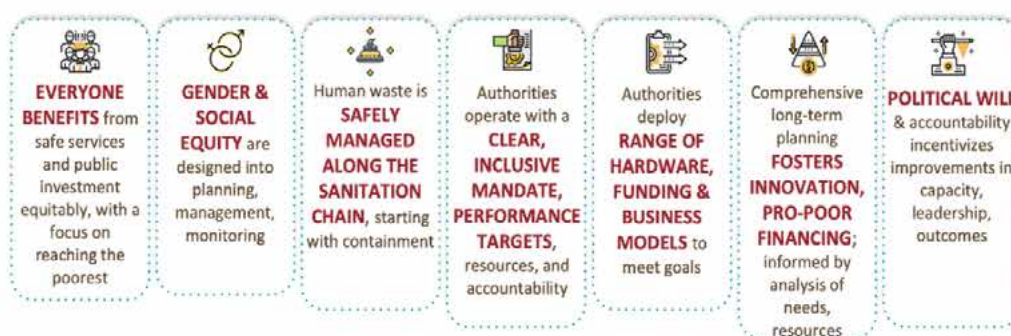 EVERYONE
BENEFITS from
safe services
and public
investment
equitably, with a
focus on
reaching the
poorest
GENDER &
SOCIAL
EQUITY are
designed into
planning,
management,
monitoring
Human waste is
SAFELY
MANAGED
ALONG THE
SANITATION
CHAIN, starting
with containment
Authorities
operate with a
CLEAR,
INCLUSIVE
MANDATE,
PERFORMANCE
TARGETS,
resources, and
accountability
Authorities
deploy
RANGE OF
HARDWARE,
FUNDING &
BUSINESS
MODELS to
meet goals
Comprehensive
long-term
planning
FOSTERS
INNOVATION,
PRO-POOR
FINANCING;
informed by
analysis of
needs,
resources
POLITICAL WILL
& accountability
incentivizes
improvements in
capacity,
leadership,
outcomes